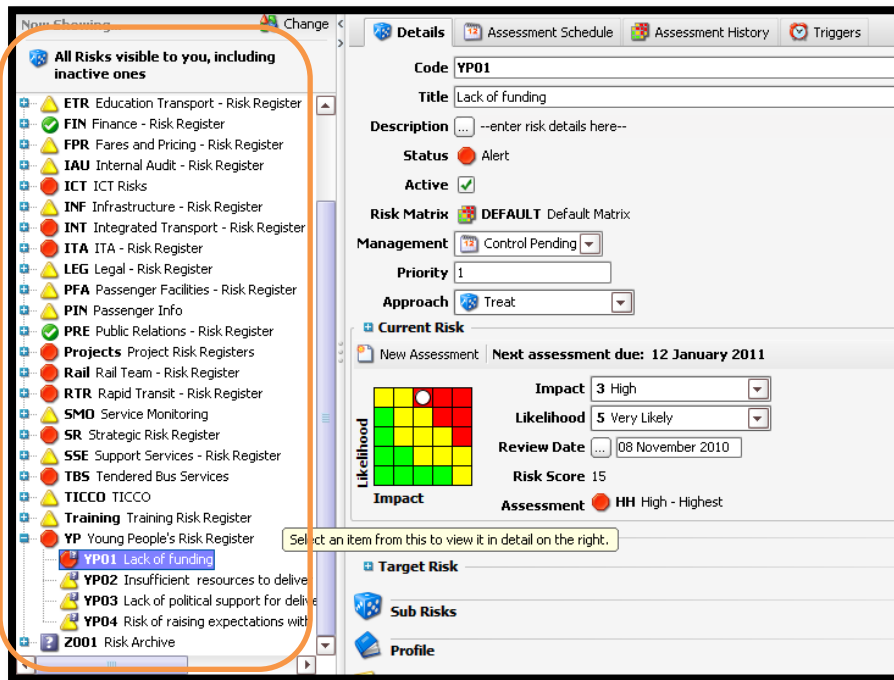 Now Showing...
Change
All Risks visible to you, including
inactive ones
ETR Education Transport - Risk Register
FIN Finance - Risk Register
FPR Fares and Pricing - Risk Register
IAU Internal Audit - Risk Register
ICT ICT Risks
INF Infrastructure - Risk Register
INT Integrated Transport - Risk Register
ITA ITA - Risk Register
LEG Legal - Risk Register
PFA Passenger Facilities - Risk Register
PIN Passenger Info
PRE Public Relations - Risk Register
Projects Project Risk Registers
Rail Rail Team - Risk Register
RTR Rapid Transit - Risk Register
SMO Service Monitoring
SR Strategic Risk Register
SSE Support Services - Risk Register
TBS Tendered Bus Services
TICCO TICCO
Training Training Risk Register
YP Young People's Risk Register
YP01 Lack of funding
YP02 Insufficient resources to delive
YP03 Lack of political support for delive
YP04 Risk of raising expectations with
Z001 Risk Archive
Details
Assessment Schedule
Assessment History
Triggers
Code YP01
Title Lack of funding
Description ... --enter risk details here--
Status Alert
Active
Risk Matrix DEFAULT Default Matrix
Management 12 Control Pending
Priority 1
Approach Treat
Current Risk
New Assessment Next assessment due: 12 January 2011
Impact 3 High
Likelihood 5 Very Likely
Review Date ... 08 November 2010
Risk Score 15
Assessment HH High - Highest
Likelihood
Impact
Select an item from this to view it in detail on the right.
Target Risk
Sub Risks
Profile